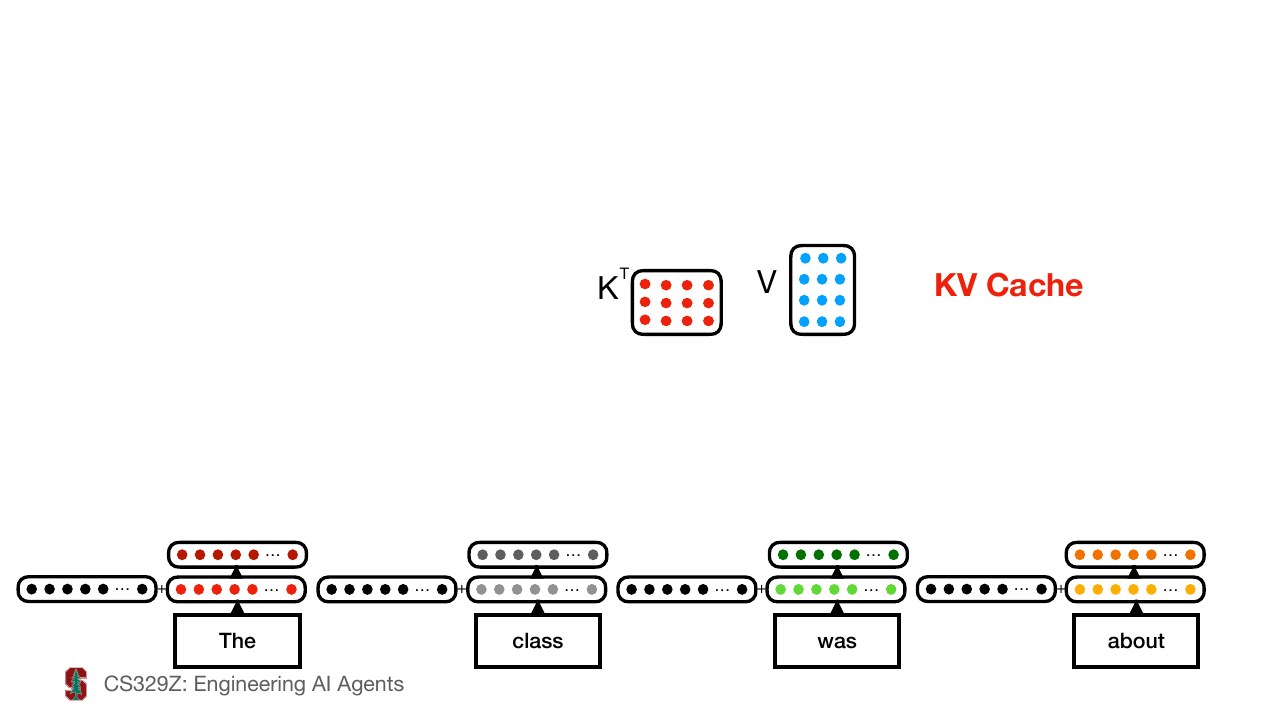 K^T
V
KV Cache
... ... ... ...
... + ... ... + ... ... + ... ... + ...
The class was about
CS329Z: Engineering AI Agents